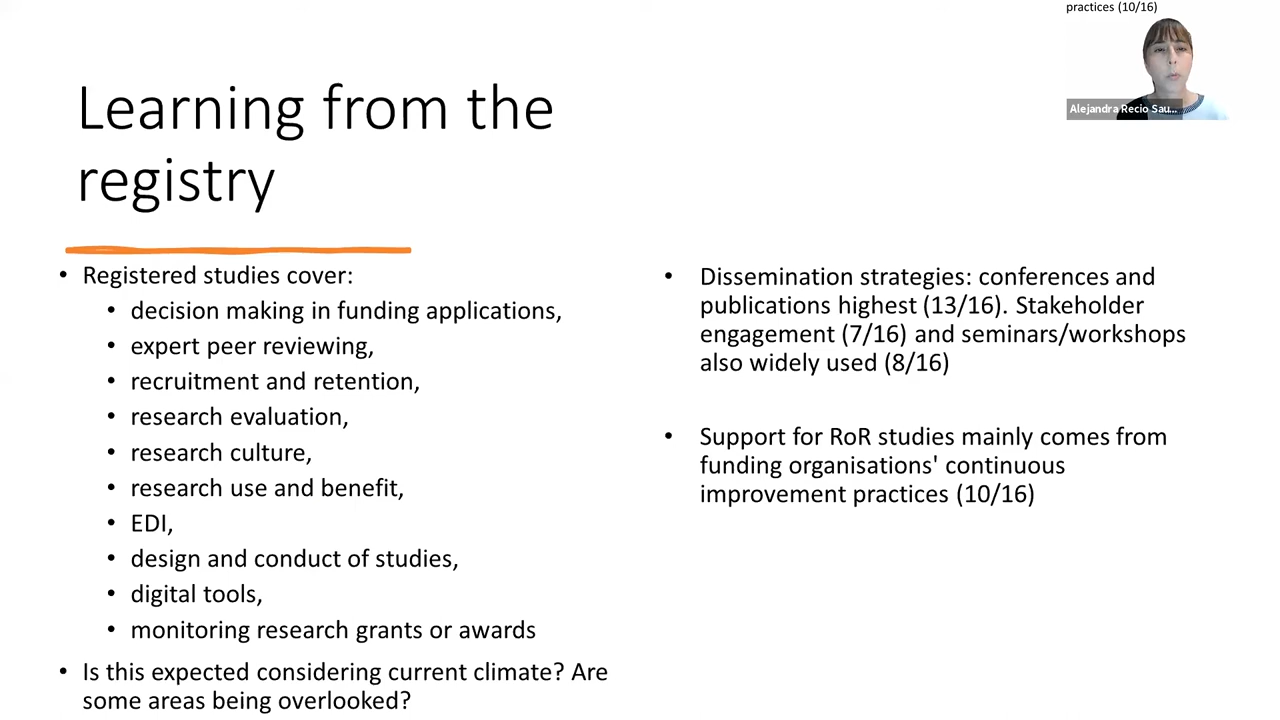 practices (10/16)
Alejandra Recio Sau...
Learning from the
registry
• Registered studies cover:
• decision making in funding applications,
• expert peer reviewing,
• recruitment and retention,
• research evaluation,
• research culture,
• research use and benefit,
• EDI,
• design and conduct of studies,
• digital tools,
• monitoring research grants or awards
• Is this expected considering current climate? Are
some areas being overlooked?
• Dissemination strategies: conferences and
publications highest (13/16). Stakeholder
engagement (7/16) and seminars/workshops
also widely used (8/16)
• Support for RoR studies mainly comes from
funding organisations' continuous
improvement practices (10/16)